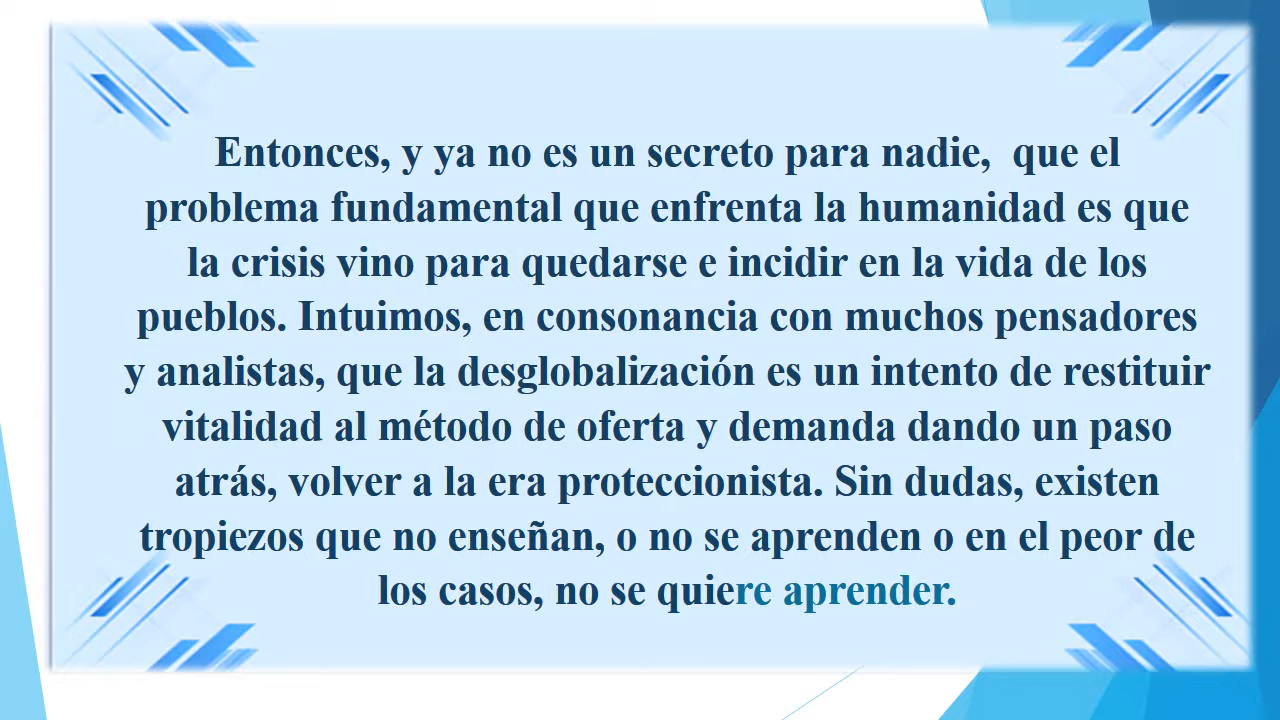 Entonces, y ya no es un secreto para nadie,  que el
problema fundamental que enfrenta la humanidad es que
la crisis vino para quedarse e incidir en la vida de los
pueblos. Intuimos, en consonancia con muchos pensadores
y analistas, que la desglobalización es un intento de restituir
vitalidad al método de oferta y demanda dando un paso
atrás, volver a la era proteccionista. Sin dudas, existen
tropiezos que no enseñan, o no se aprenden o en el peor de
los casos, no se quiere aprender.